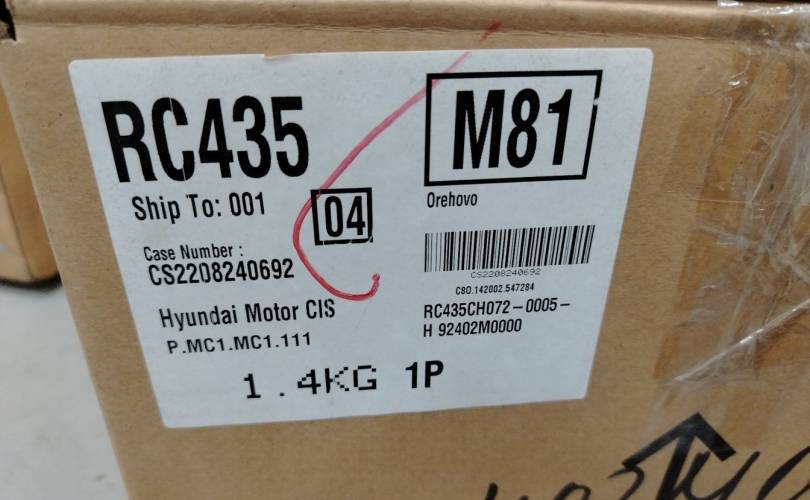 RC435
M81
Ship To: 001
04
Orehovo
Case Number :
CS2208240692
CS2208240692
C80.142002.547284
Hyundai Motor CIS
RC435CH072-0005-
H 92402M0000
P.MC1.MC1.111
1.4KG 1P